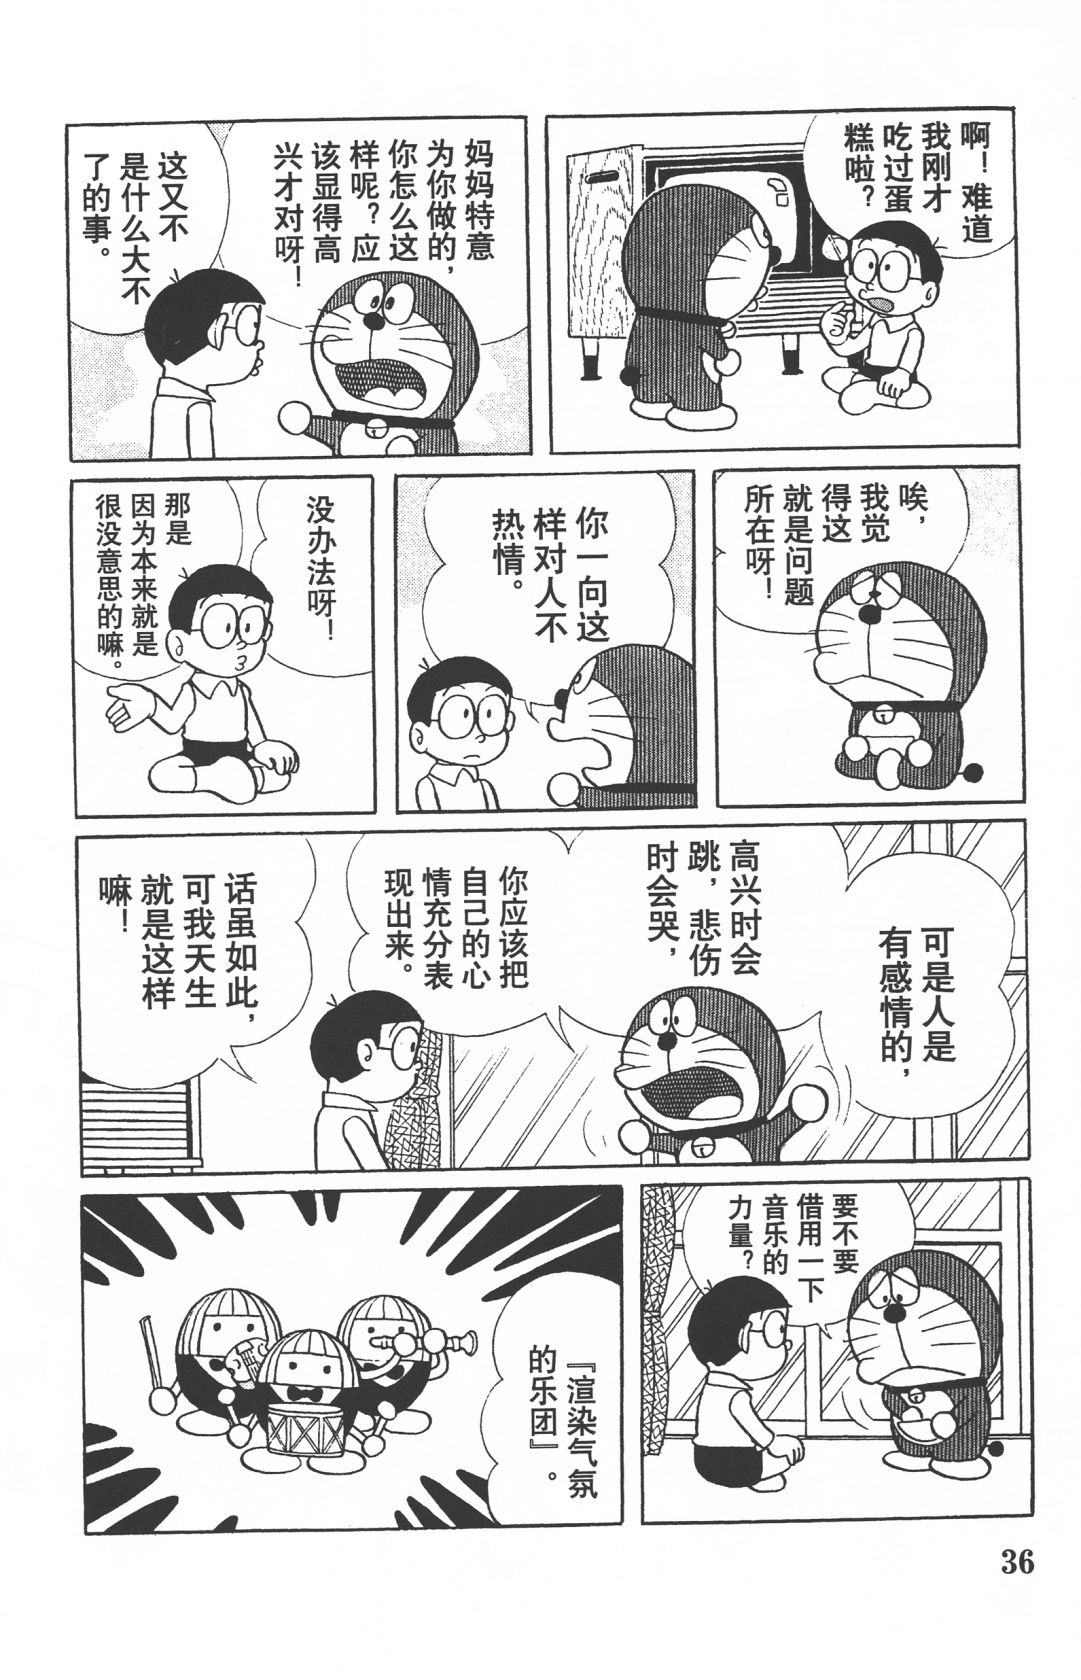 啊！难道
我刚才
吃过蛋
糕啦？
妈妈特意
为你做的，
你怎么这
样呢？应
该显得高
兴才对呀！
这又不
是什么大不
了的事。
唉，
我觉
得这
就是问题
所在呀！
你一向这
样对人不
热情。
没办法呀！
那是
因为本来就是
很没意思的嘛。
可是人是
有感情的，
高兴时会
跳，悲伤
时会哭，
你应该把
自己的心
情充分表
现出来。
话虽如此，
可我天生
就是这样
嘛！
要不要
借用一下
音乐的
力量？
『渲染气氛
的乐团』。
36